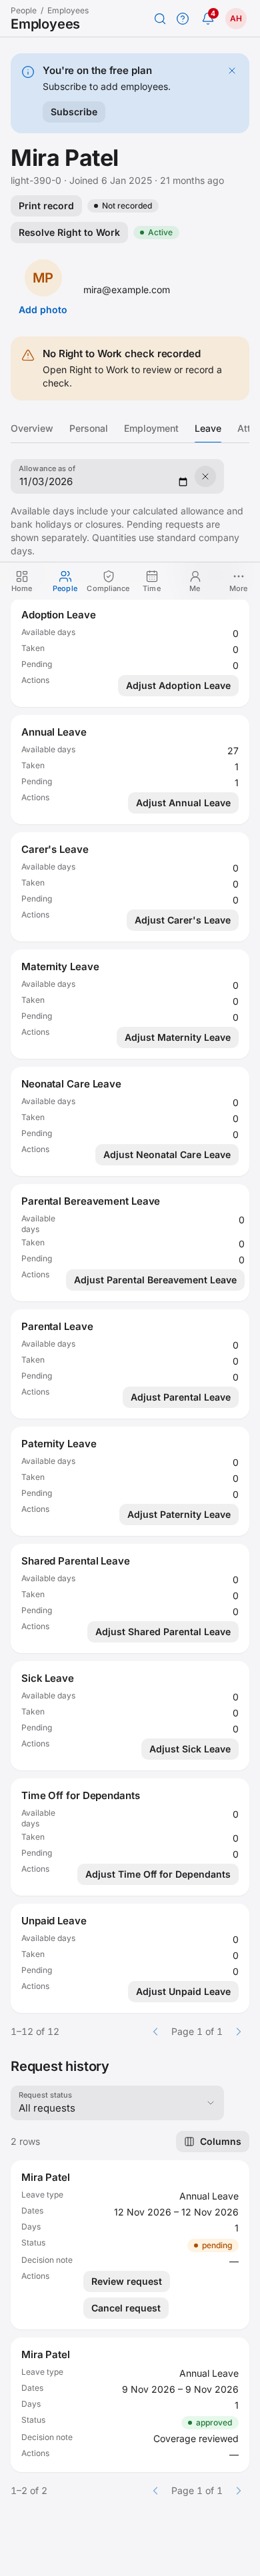 People / Employees
Employees
4
AH
You're on the free plan
Subscribe to add employees.
Subscribe
Mira Patel
light-390-0 · Joined 6 Jan 2025 · 21 months ago
Print record
Not recorded
Resolve Right to Work
Active
MP
Add photo
mira@example.com
No Right to Work check recorded
Open Right to Work to review or record a
check.
Overview Personal Employment Leave Att
Allowance as of
11/03/2026
Available days include your calculated allowance and
bank holidays or closures. Pending requests are
shown separately. Quantities use standard company
days.
Home People Compliance Time Me More
Adoption Leave
Available days 0
Taken 0
Pending 0
Actions Adjust Adoption Leave
Annual Leave
Available days 27
Taken 1
Pending 1
Actions Adjust Annual Leave
Carer's Leave
Available days 0
Taken 0
Pending 0
Actions Adjust Carer's Leave
Maternity Leave
Available days 0
Taken 0
Pending 0
Actions Adjust Maternity Leave
Neonatal Care Leave
Available days 0
Taken 0
Pending 0
Actions Adjust Neonatal Care Leave
Parental Bereavement Leave
Available 0
days
Taken 0
Pending 0
Actions Adjust Parental Bereavement Leave
Parental Leave
Available days 0
Taken 0
Pending 0
Actions Adjust Parental Leave
Paternity Leave
Available days 0
Taken 0
Pending 0
Actions Adjust Paternity Leave
Shared Parental Leave
Available days 0
Taken 0
Pending 0
Actions Adjust Shared Parental Leave
Sick Leave
Available days 0
Taken 0
Pending 0
Actions Adjust Sick Leave
Time Off for Dependants
Available 0
days
Taken 0
Pending 0
Actions Adjust Time Off for Dependants
Unpaid Leave
Available days 0
Taken 0
Pending 0
Actions Adjust Unpaid Leave
1–12 of 12 Page 1 of 1
Request history
Request status
All requests
2 rows Columns
Mira Patel
Leave type Annual Leave
Dates 12 Nov 2026 – 12 Nov 2026
Days 1
Status pending
Decision note —
Actions Review request
Cancel request
Mira Patel
Leave type Annual Leave
Dates 9 Nov 2026 – 9 Nov 2026
Days 1
Status approved
Decision note Coverage reviewed
Actions —
1–2 of 2 Page 1 of 1